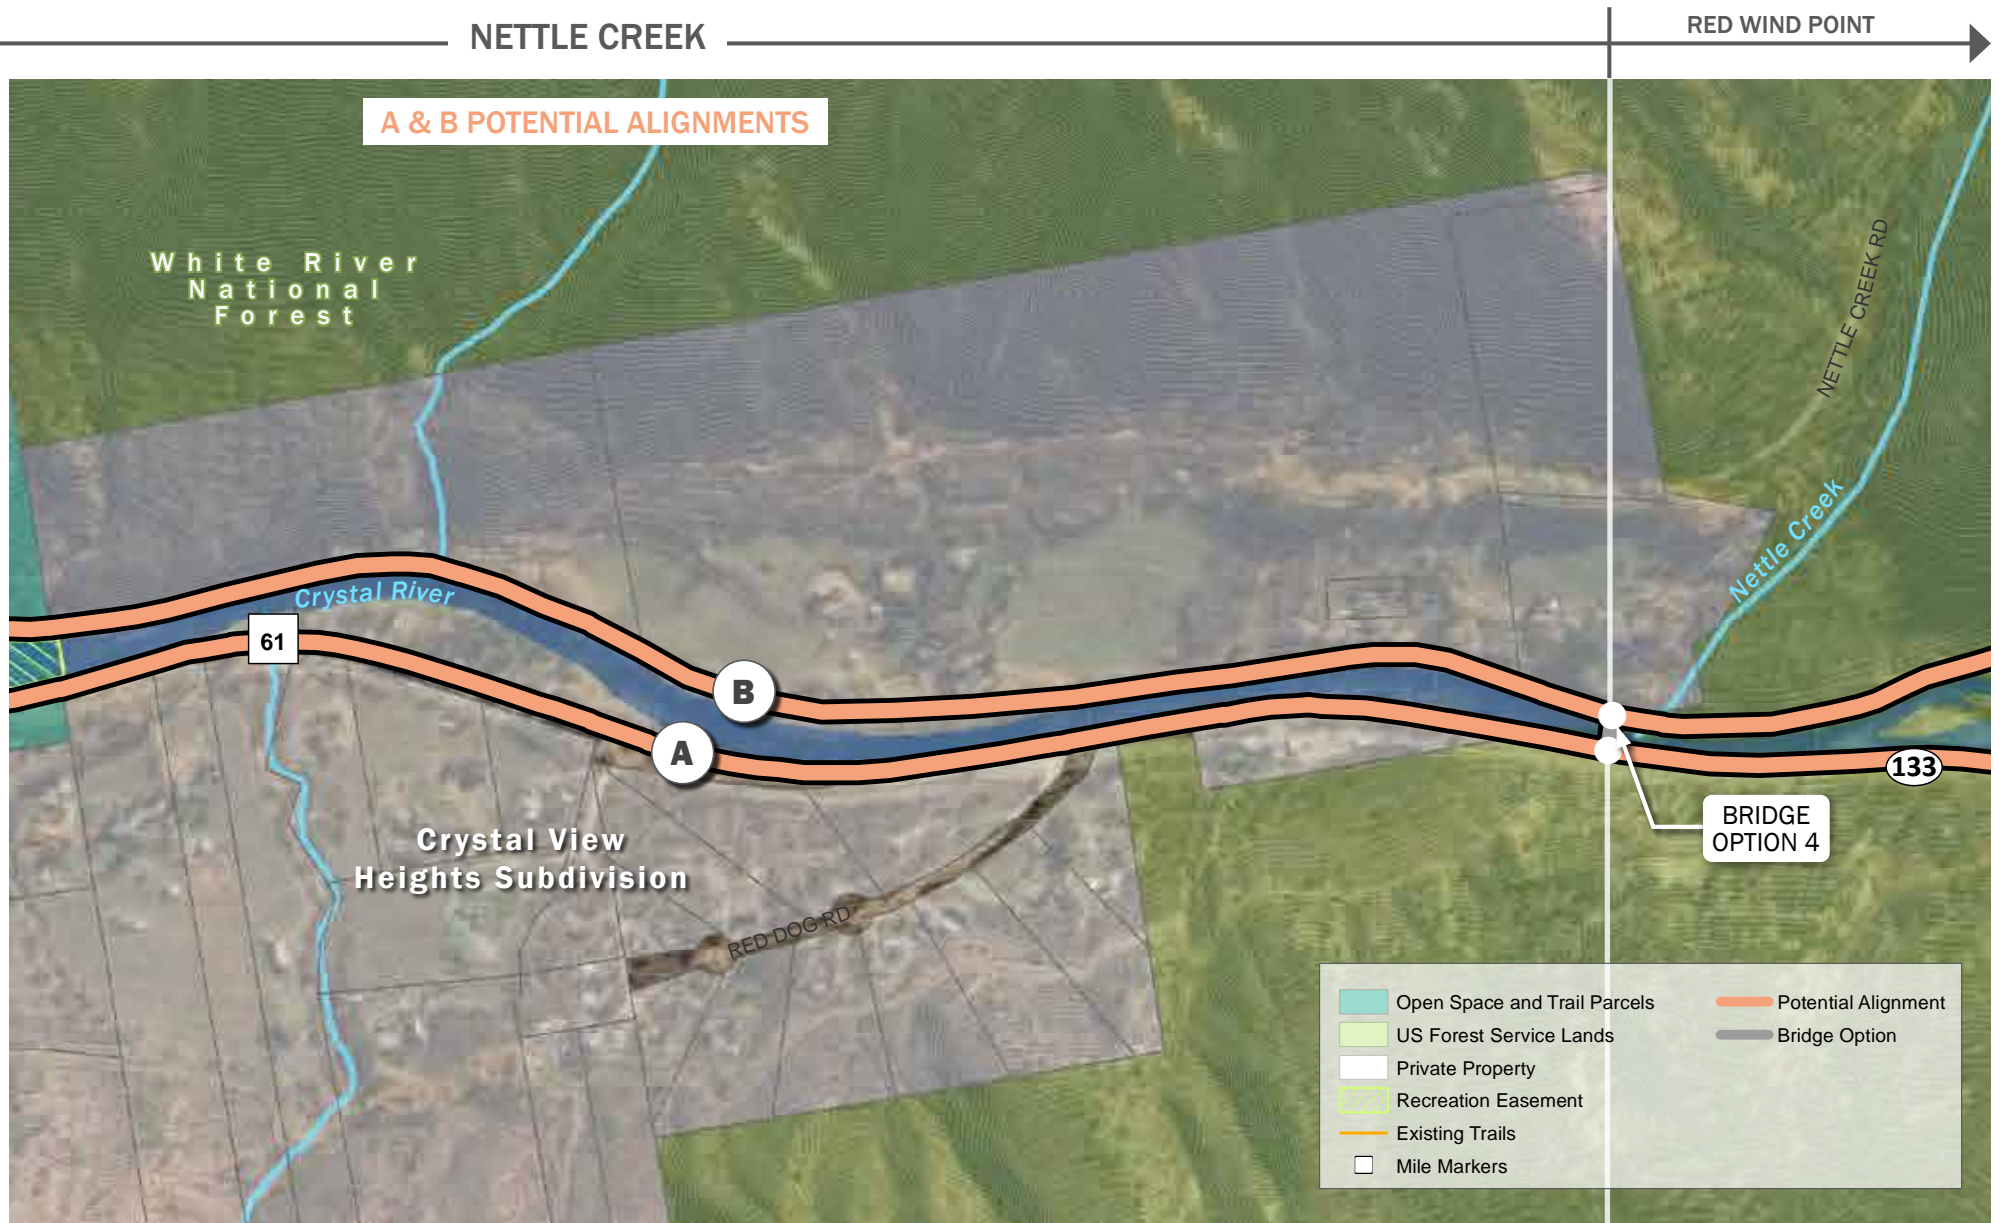 NETTLE CREEK
RED WIND POINT
A & B POTENTIAL ALIGNMENTS
White River
National
Forest
NETTLE CREEK RD
Nettle Creek
Crystal River
61
B
A
133
BRIDGE
OPTION 4
Crystal View
Heights Subdivision
RED DOG RD
Open Space and Trail Parcels
US Forest Service Lands
Private Property
Recreation Easement
Existing Trails
Mile Markers
Potential Alignment
Bridge Option